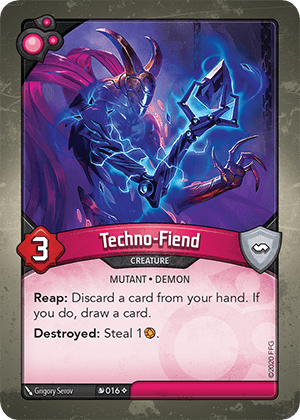 3
Techno-Fiend
CREATURE
MUTANT • DEMON
Reap: Discard a card from your hand. If
you do, draw a card.
Destroyed: Steal 1.
Grigory Serov
016
©2020 FFG